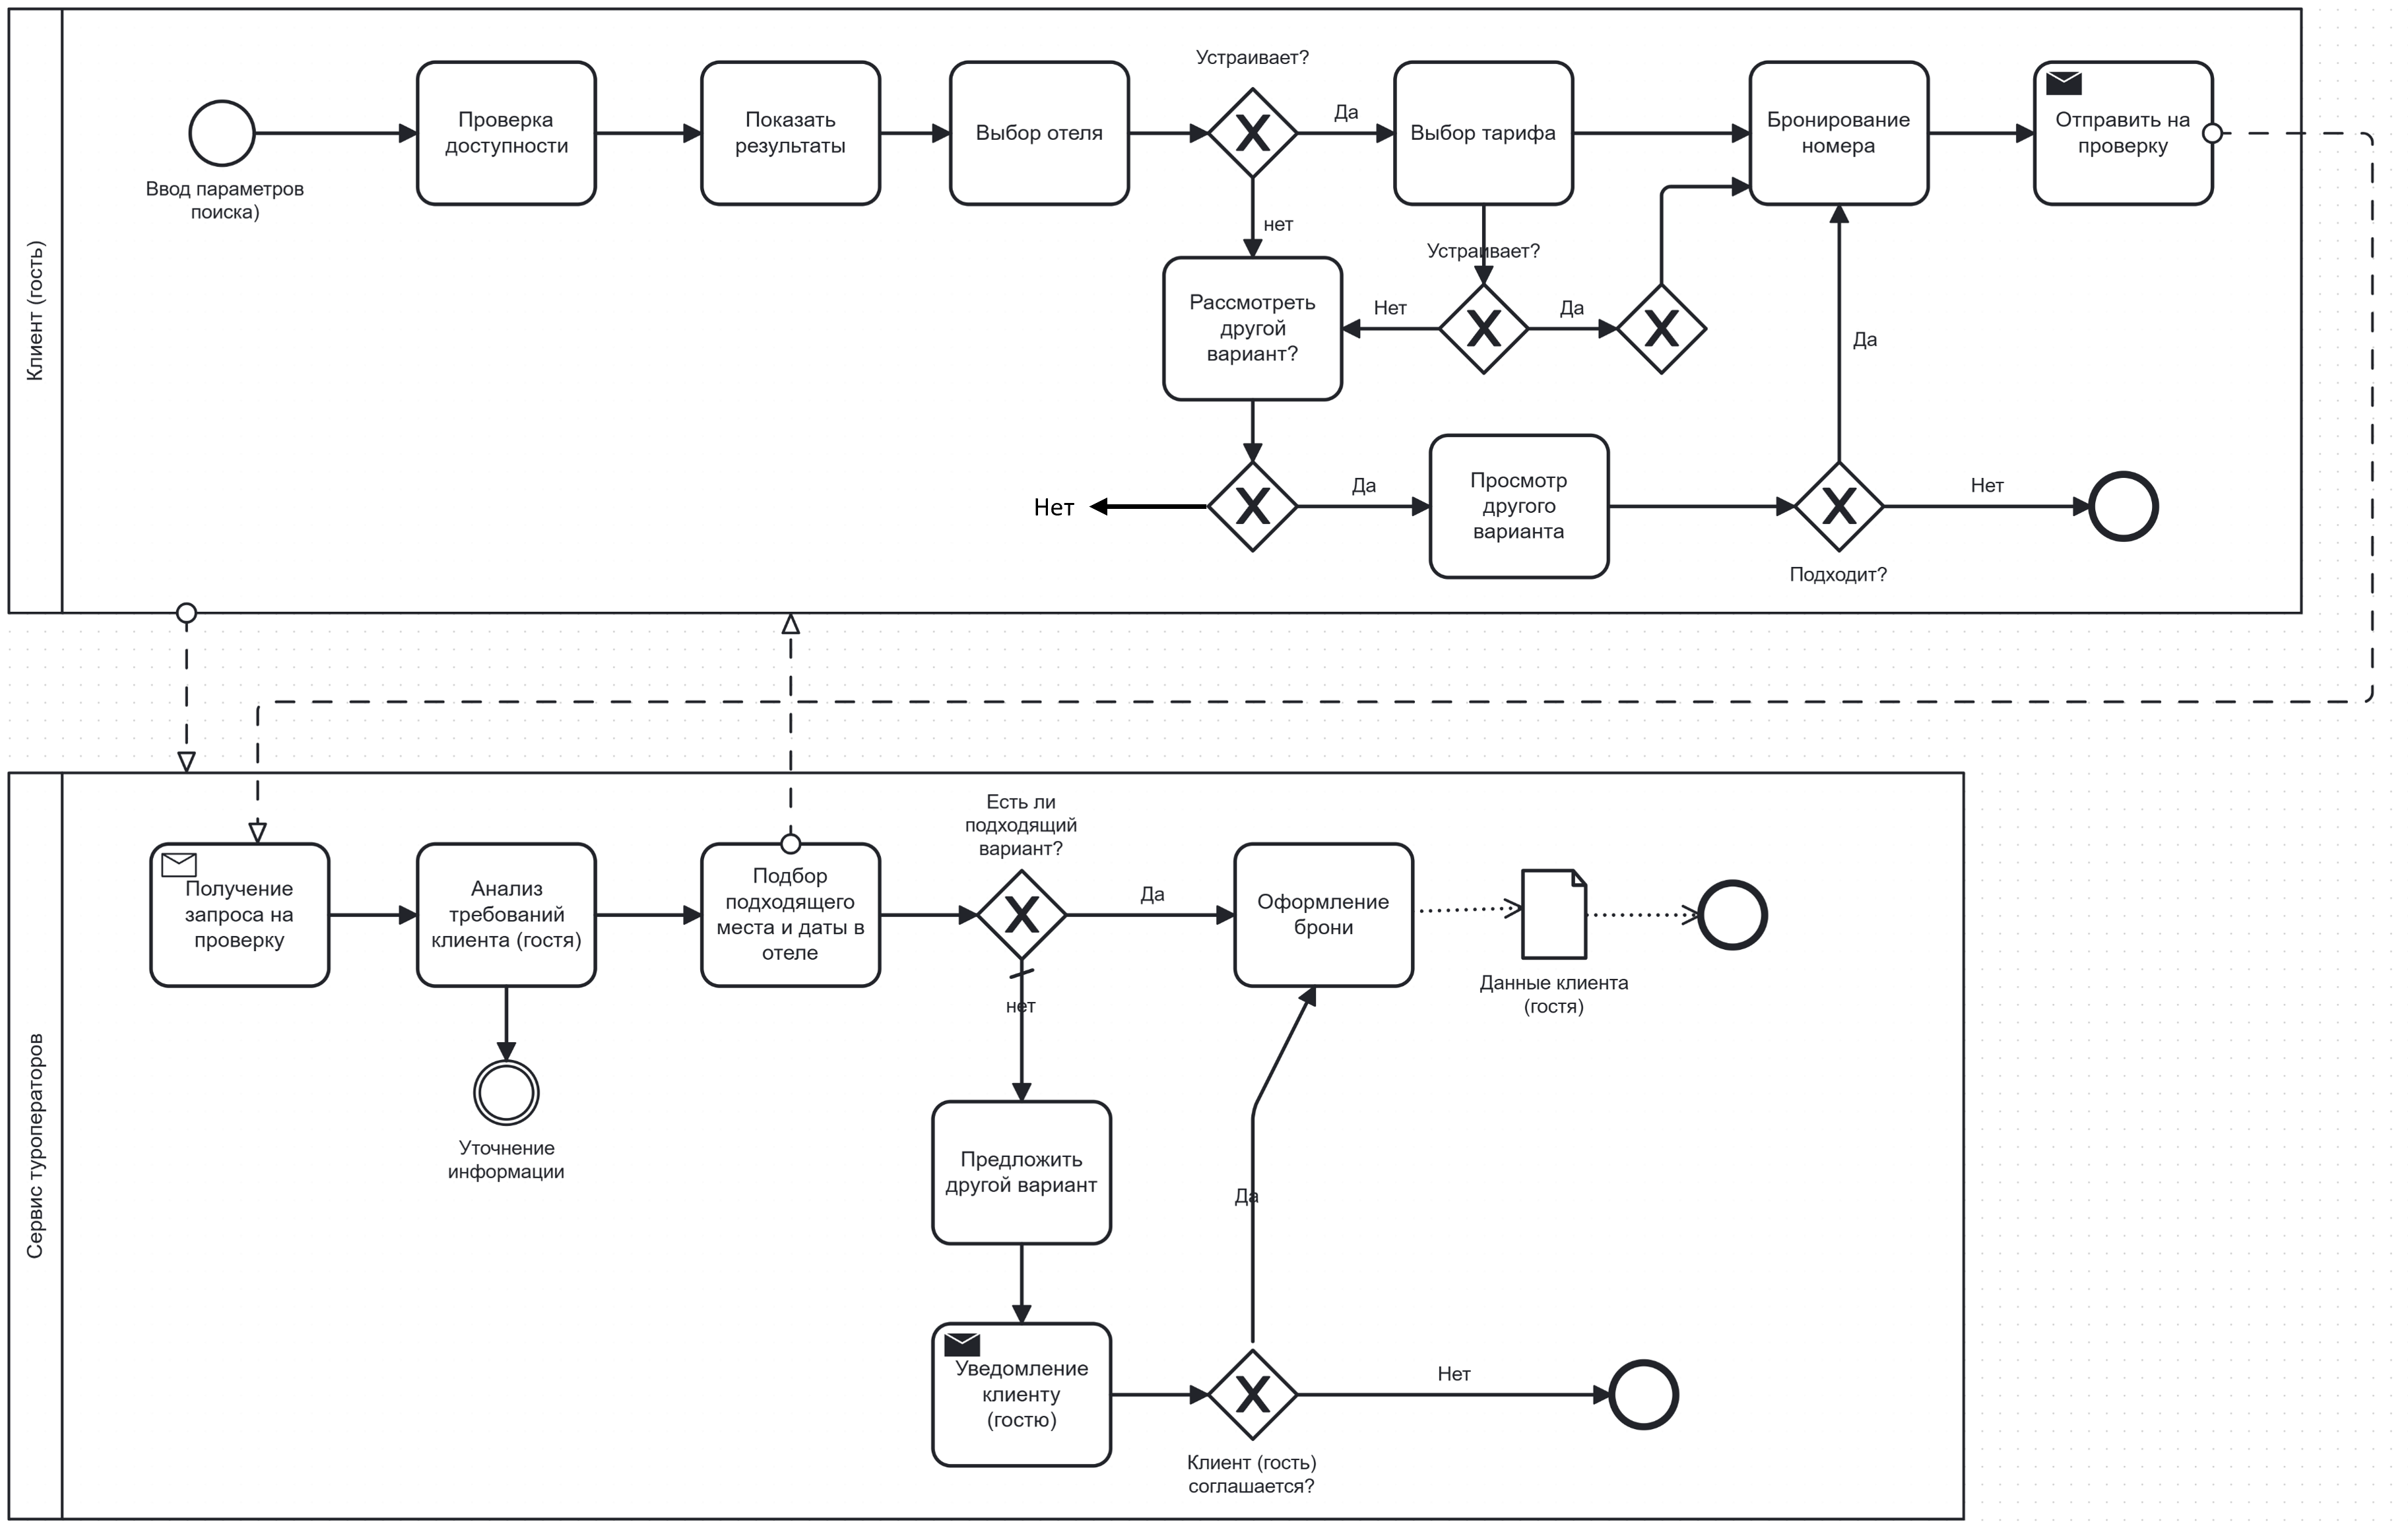 Клиент (гость)
Ввод параметров
поиска)
Проверка
доступности
Показать
результаты
Выбор отеля
Устраивает?
Да
нет
Выбор тарифа
Бронирование
номера
Отправить на
проверку
Рассмотреть
другой
вариант?
Устраивает?
Нет
Да
Да
Нет
Да
Просмотр
другого
варианта
Подходит?
Нет
Сервис туроператоров
Получение
запроса на
проверку
Анализ
требований
клиента (гостя)
Уточнение
информации
Подбор
подходящего
места и даты в
отеле
Есть ли
подходящий
вариант?
Да
нет
Оформление
брони
Данные клиента
(гостя)
Предложить
другой вариант
Да
Уведомление
клиенту
(гостю)
Клиент (гость)
соглашается?
Нет